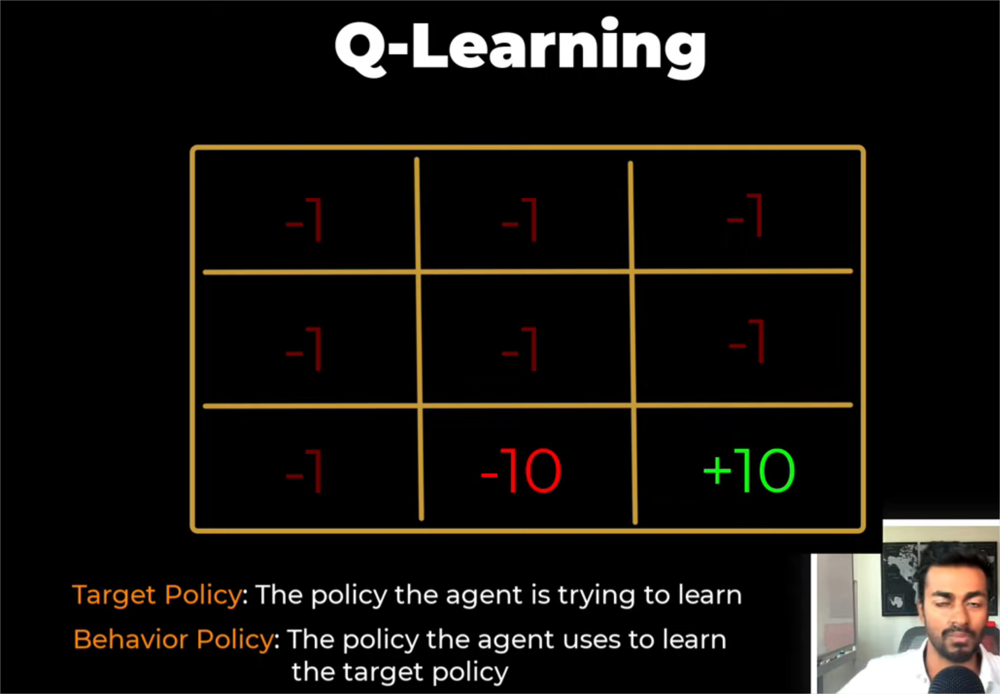 Q-Learning
-1 -1 -1
-1 -1 -1
-1 -10 +10
Target Policy: The policy the agent is trying to learn
Behavior Policy: The policy the agent uses to learn
the target policy